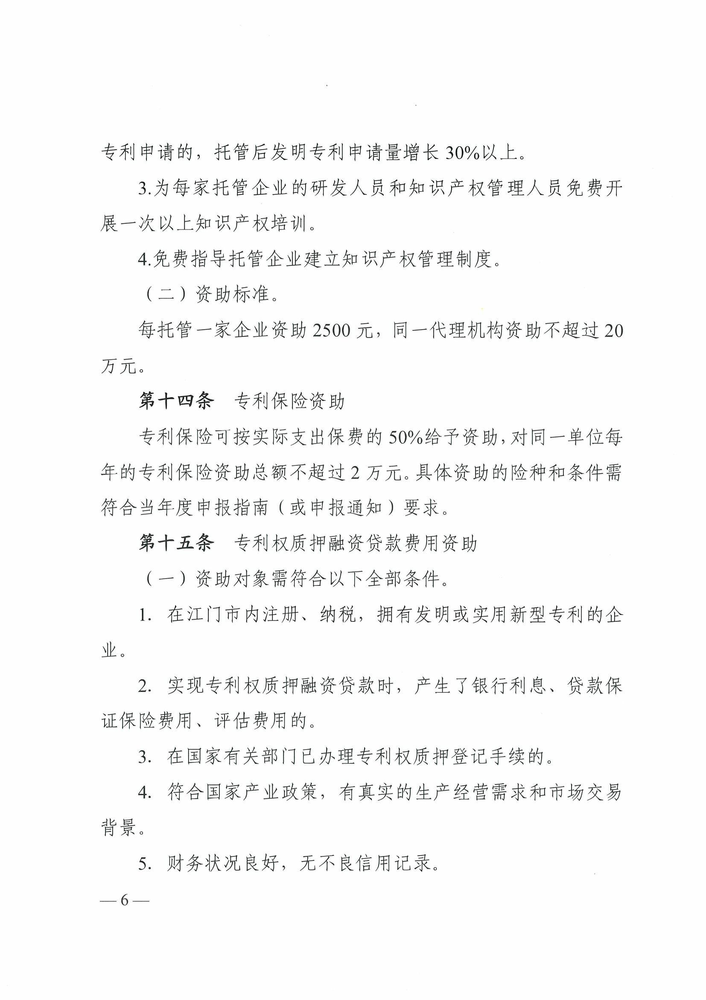 专利申请的，托管后发明专利申请量增长 30%以上。
3.为每家托管企业的研发人员和知识产权管理人员免费开
展一次以上知识产权培训。
4.免费指导托管企业建立知识产权管理制度。
（二）资助标准。
每托管一家企业资助 2500 元，同一代理机构资助不超过 20
万元。
第十四条　专利保险资助
专利保险可按实际支出保费的 50%给予资助，对同一单位每
年的专利保险资助总额不超过 2 万元。具体资助的险种和条件需
符合当年度申报指南（或申报通知）要求。
第十五条　专利权质押融资贷款费用资助
（一）资助对象需符合以下全部条件。
1. 在江门市内注册、纳税，拥有发明或实用新型专利的企
业。
2. 实现专利权质押融资贷款时，产生了银行利息、贷款保
证保险费用、评估费用的。
3. 在国家有关部门已办理专利权质押登记手续的。
4. 符合国家产业政策，有真实的生产经营需求和市场交易
背景。
5. 财务状况良好，无不良信用记录。
— 6 —